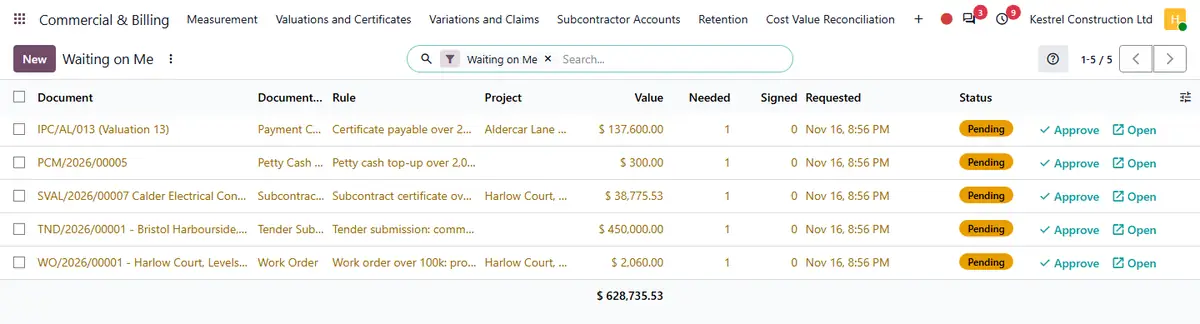 Commercial & Billing Measurement Valuations and Certificates Variations and Claims Subcontractor Accounts Retention Cost Value Reconciliation + 3 9 Kestrel Construction Ltd H
New Waiting on Me Waiting on Me × Search... 1-5 / 5
Document Document... Rule Project Value Needed Signed Requested Status
IPC/AL/013 (Valuation 13) Payment C... Certificate payable over 2... Aldercar Lane ... $ 137,600.00 1 0 Nov 16, 8:56 PM Pending Approve Open
PCM/2026/00005 Petty Cash ... Petty cash top-up over 2,0... $ 300.00 1 0 Nov 16, 8:56 PM Pending Approve Open
SVAL/2026/00007 Calder Electrical Con... Subcontrac... Subcontract certificate ov... Harlow Court, ... $ 38,775.53 1 0 Nov 16, 8:56 PM Pending Approve Open
TND/2026/00001 - Bristol Harbourside,... Tender Sub... Tender submission: comm... $ 450,000.00 1 0 Nov 16, 8:56 PM Pending Approve Open
WO/2026/00001 - Harlow Court, Levels... Work Order Work order over 100k: pro... Harlow Court, ... $ 2,060.00 1 0 Nov 16, 8:56 PM Pending Approve Open
$ 628,735.53